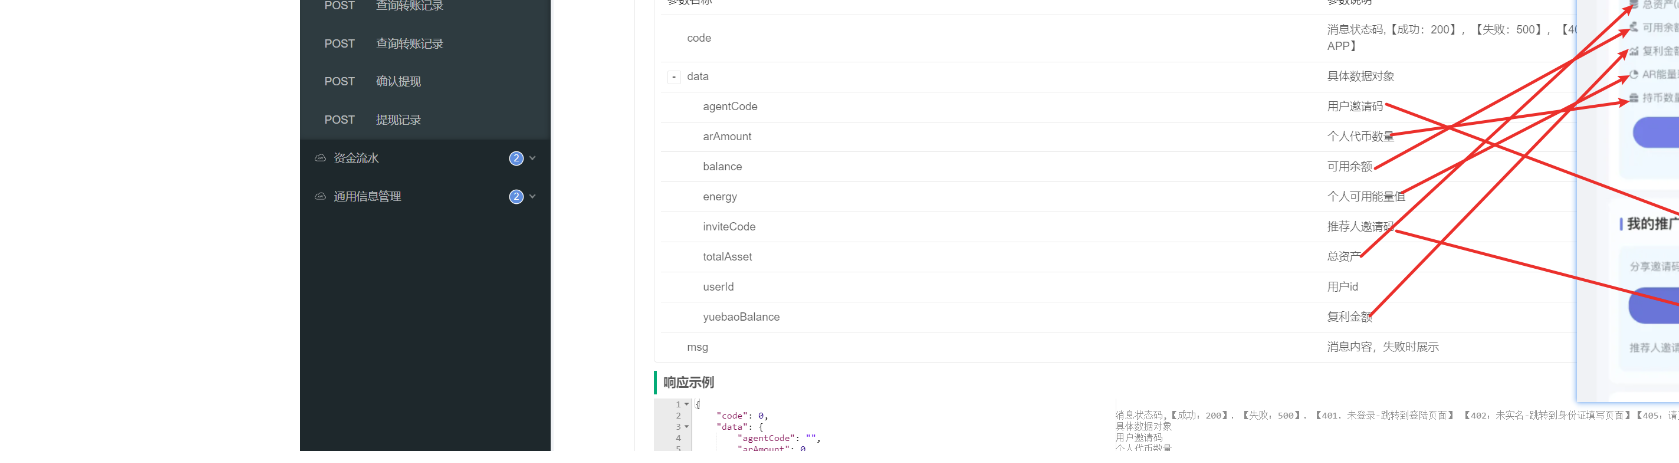 POST 查询转账记录
POST 查询转账记录
POST 确认提现
POST 提现记录
资金流水 2
通用信息管理 2
参数名称 参数说明
code 消息状态码,【成功：200】,【失败：500】,【40
APP】
- data 具体数据对象
agentCode 用户邀请码
arAmount 个人代币数量
balance 可用余额
energy 个人可用能量值
inviteCode 推荐人邀请码
totalAsset 总资产
userId 用户id
yuebaoBalance 复利金额
msg 消息内容，失败时展示
响应示例
1 {
2 "code": 0, 消息状态码,【成功：200】,【失败：500】,【401，未登录-跳转到登陆页面】 【402，未实名-跳转到身份证填写页面】【405，请
3 "data": { 具体数据对象
4 "agentCode": "", 用户邀请码
5 "arAmount": 0, 个人代币数量
总资产(
可用余额
复利金额
AR能量
持币数量
我的推广
分享邀请码
推荐人邀请